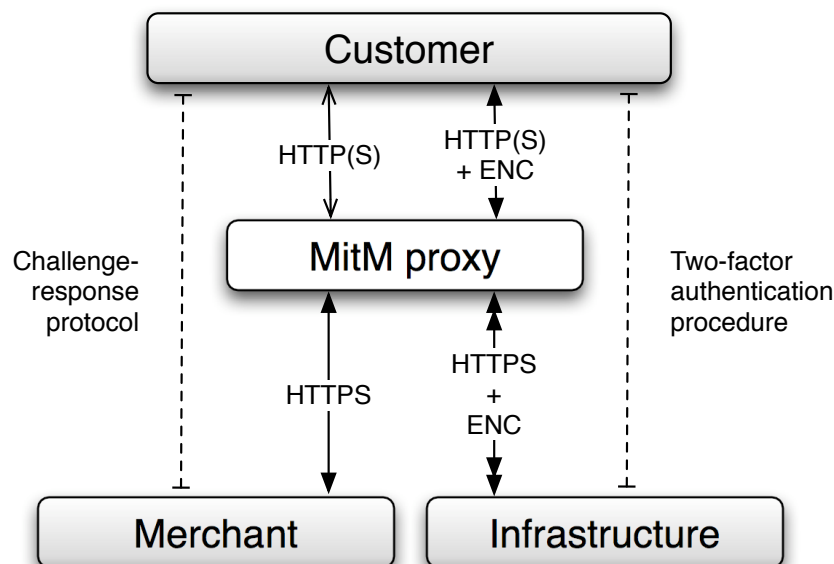 Customer
HTTP(S)
HTTP(S)
+ ENC
MitM proxy
Challenge-
response
protocol
Two-factor
authentication
procedure
HTTPS
HTTPS
+
ENC
Merchant
Infrastructure